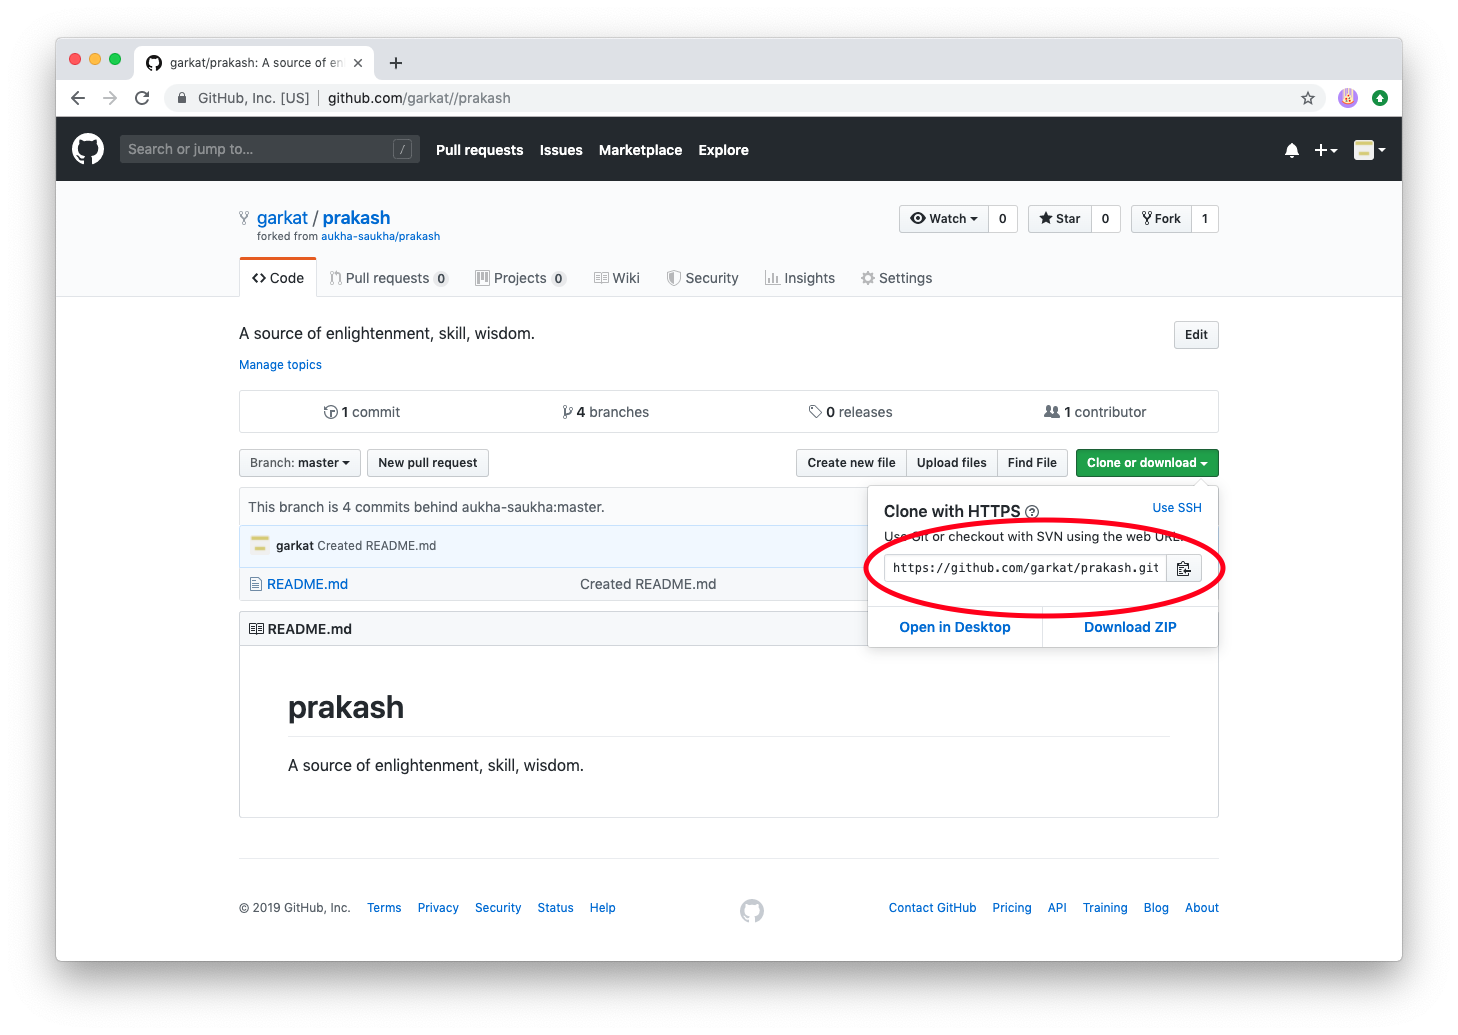 garkat/prakash: A source of en
GitHub, Inc. [US] | github.com/garkat//prakash
Search or jump to... /
Pull requests Issues Marketplace Explore
garkat / prakash
forked from aukha-saukha/prakash
Watch 0 Star 0 Fork 1
Code Pull requests 0 Projects 0 Wiki Security Insights Settings
A source of enlightenment, skill, wisdom.
Edit
Manage topics
1 commit 4 branches 0 releases 1 contributor
Branch: master New pull request Create new file Upload files Find File Clone or download
This branch is 4 commits behind aukha-saukha:master.
garkat Created README.md
README.md Created README.md
Clone with HTTPS ? Use SSH
Use Git or checkout with SVN using the web URL.
https://github.com/garkat/prakash.git
Open in Desktop Download ZIP
README.md
prakash
A source of enlightenment, skill, wisdom.
© 2019 GitHub, Inc. Terms Privacy Security Status Help Contact GitHub Pricing API Training Blog About